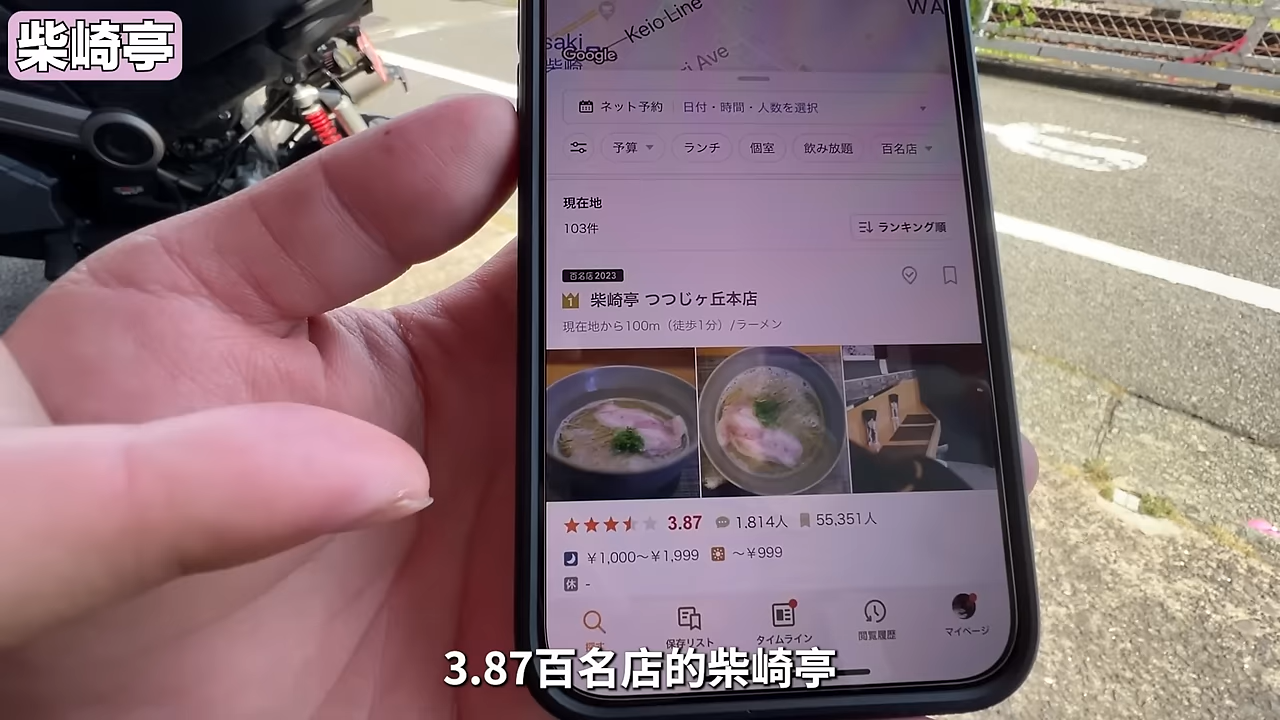 柴崎亭
WA
Keio-Line
saki
柴崎
Google
ri Ave
ネット予約 日付・時間・人数を選択
予算 ランチ 個室 飲み放題 百名店
現在地
103件
ランキング順
百名店 2023
1 柴崎亭 つつじヶ丘本店
現在地から100m（徒歩1分）/ラーメン
3.87 1,814人 55,351人
￥1,000～￥1,999 ～￥999
休 -
保存リスト タイムライン 閲覧履歴 マイページ
3.87百名店的柴崎亭